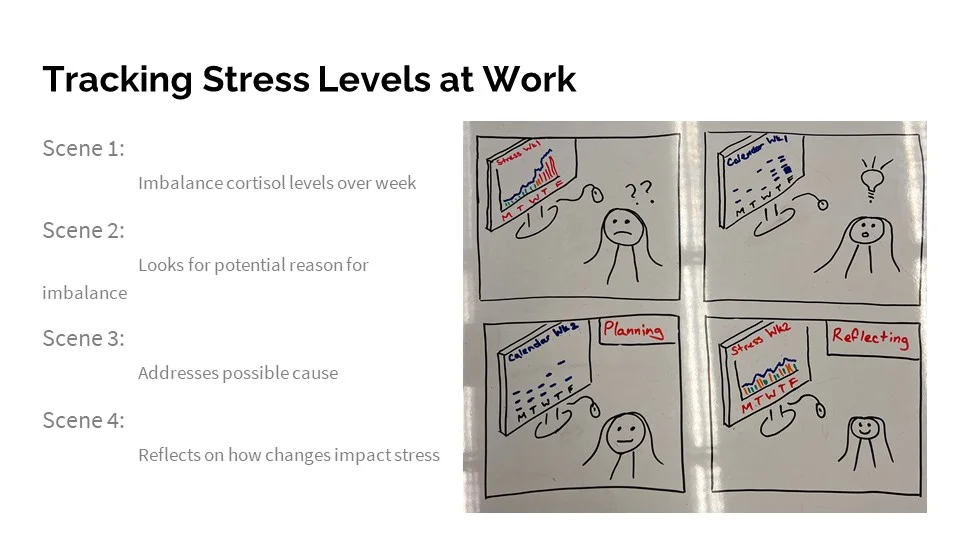 Tracking Stress Levels at Work
Scene 1:
Imbalance cortisol levels over week
Scene 2:
Looks for potential reason for
imbalance
Scene 3:
Addresses possible cause
Scene 4:
Reflects on how changes impact stress
Stress Wk1
M T W T F
??
Calendar Wk1
M T W T F
Calendar Wk2
M T W T F
Planning
Stress Wk2
M T W T F
Reflecting